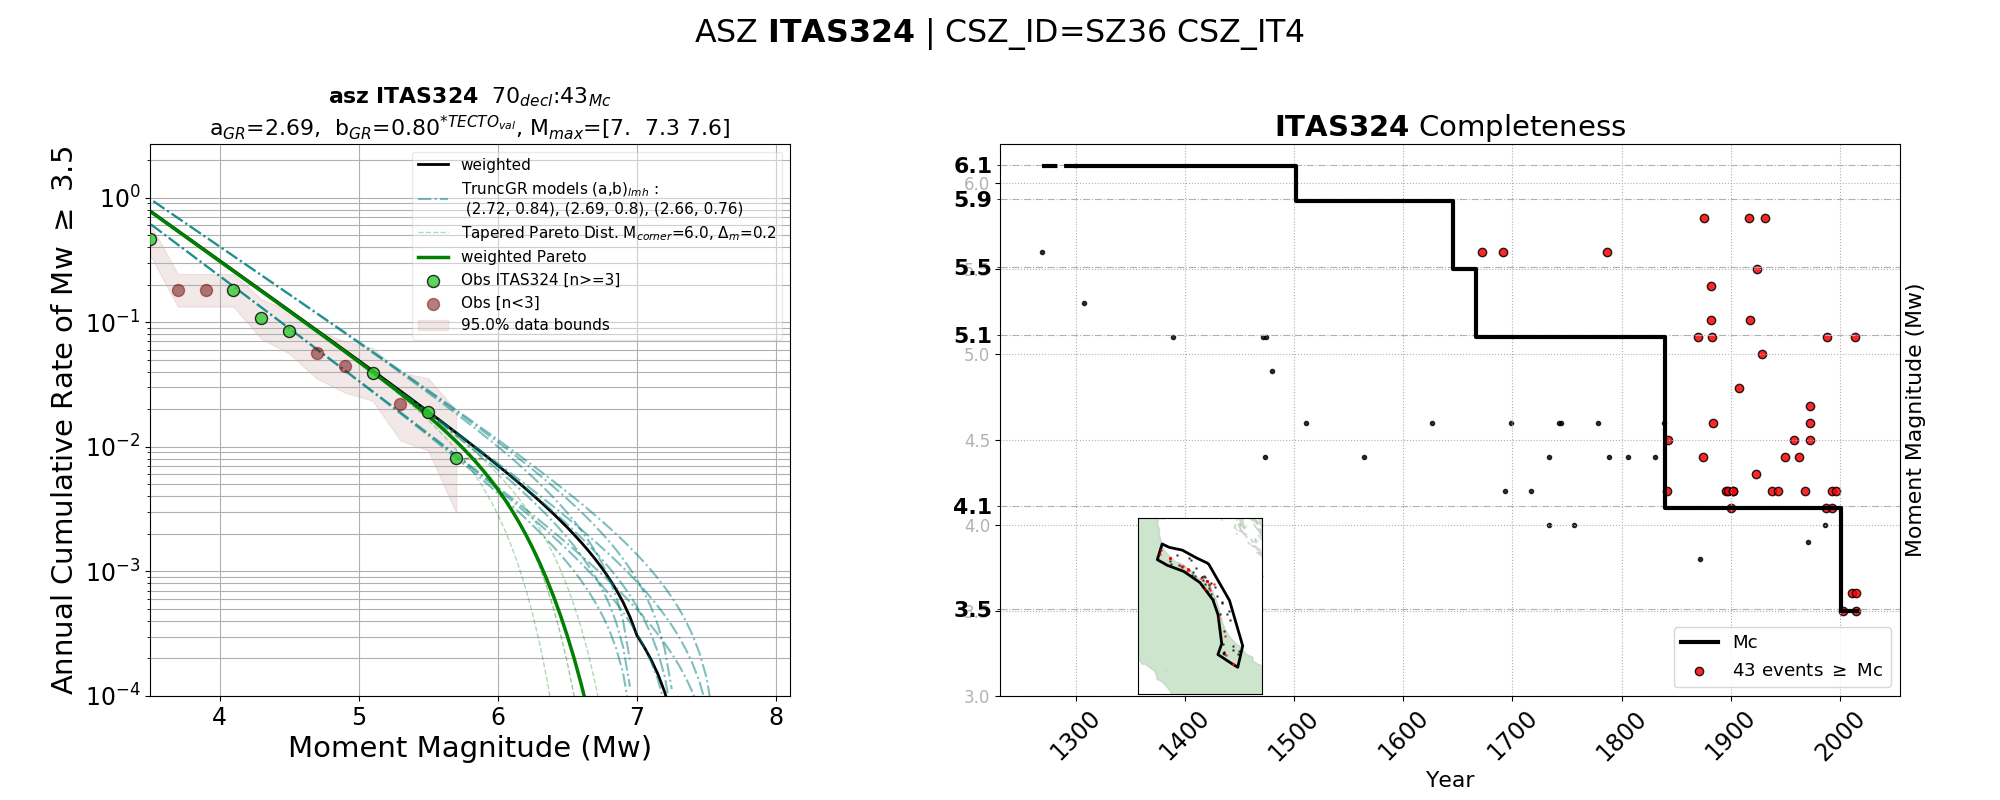 ASZ ITAS324 | CSZ_ID=SZ36 CSZ_IT4
asz ITAS324 70decl:43Mc
aGR=2.69, bGR=0.80*TECTOval, Mmax=[7. 7.3 7.6]
Annual Cumulative Rate of Mw ≥ 3.5
10^0
10^−1
10^−2
10^−3
10^−4
weighted
TruncGR models (a,b)lmh :
(2.72, 0.84), (2.69, 0.8), (2.66, 0.76)
Tapered Pareto Dist. Mcorner=6.0, Δm=0.2
weighted Pareto
Obs ITAS324 [n>=3]
Obs [n<3]
95.0% data bounds
4 5 6 7 8
Moment Magnitude (Mw)
ITAS324 Completeness
6.1
6.0
5.9
5.5
5.1
5.0
4.5
4.1
4.0
3.5
3.0
Moment Magnitude (Mw)
Mc
43 events ≥ Mc
1300 1400 1500 1600 1700 1800 1900 2000
Year